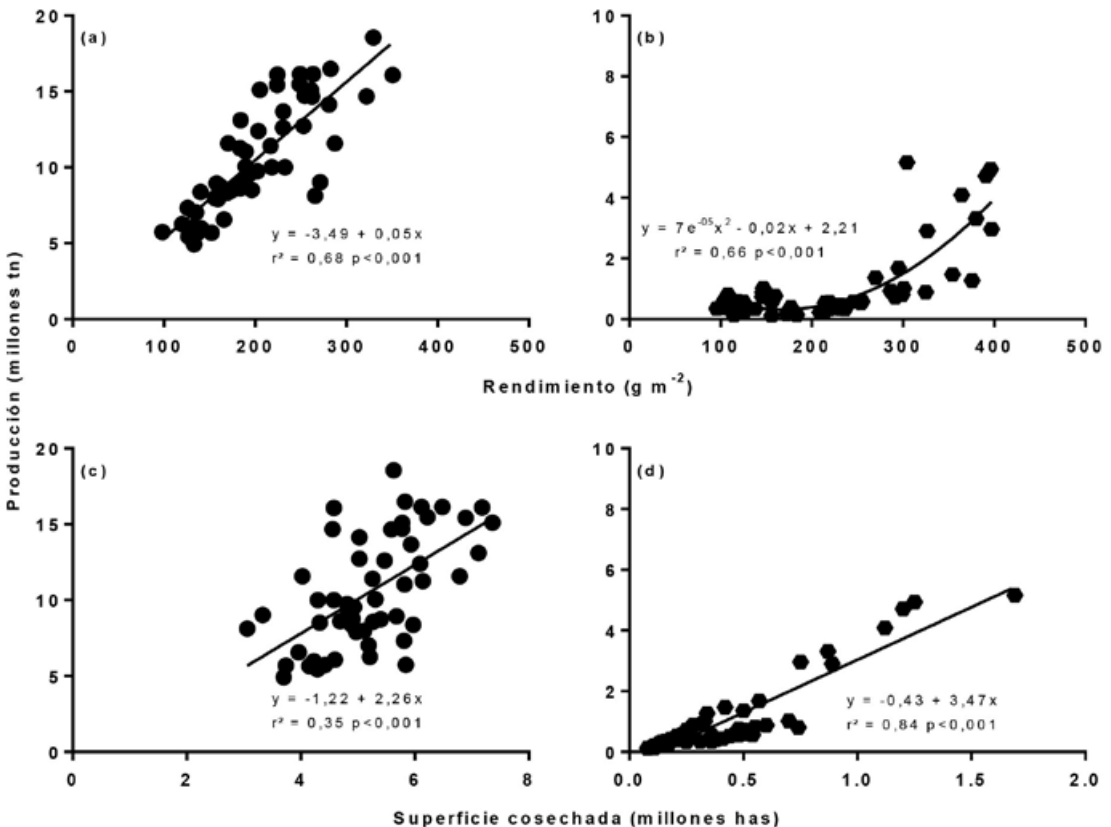 Producción (millones tn)
20
15
10
5
0
(a)
y = -3,49 + 0,05x
r² = 0,68 p<0,001
0 100 200 300 400 500
10
8
6
4
2
0
(b)
y = 7e⁻⁰⁵x² - 0,02x + 2,21
r² = 0,66 p<0,001
0 100 200 300 400 500
Rendimiento (g m⁻²)
20
15
10
5
0
(c)
y = -1,22 + 2,26x
r² = 0,35 p<0,001
0 2 4 6 8
10
8
6
4
2
0
(d)
y = -0,43 + 3,47x
r² = 0,84 p<0,001
0.0 0.5 1.0 1.5 2.0
Superficie cosechada (millones has)